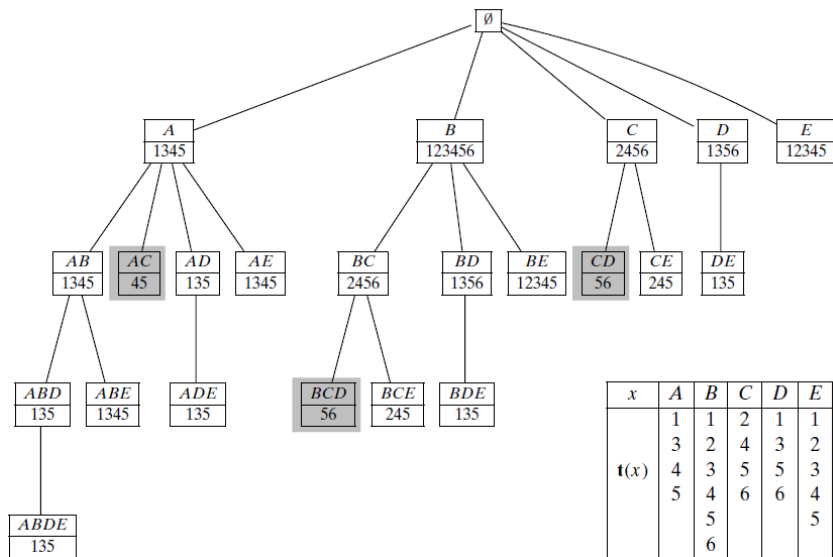 ∅
A B C D E
1345 123456 2456 1356 12345
AB AC AD AE BC BD BE CD CE DE
1345 45 135 1345 2456 1356 12345 56 245 135
ABD ABE ADE BCD BCE BDE
135 1345 135 56 245 135
x A B C D E
1 1 2 1 1
3 2 4 3 2
t(x) 4 3 5 5 3
5 4 6 6 4
5 5
6
ABDE
135